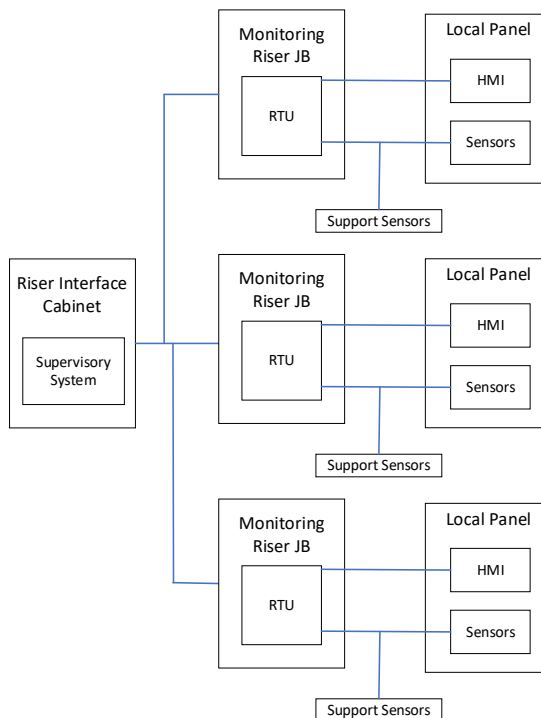 Monitoring
Riser JB
RTU
Local Panel
HMI
Sensors
Support Sensors
Riser Interface
Cabinet
Supervisory
System
Monitoring
Riser JB
RTU
Local Panel
HMI
Sensors
Support Sensors
Monitoring
Riser JB
RTU
Local Panel
HMI
Sensors
Support Sensors